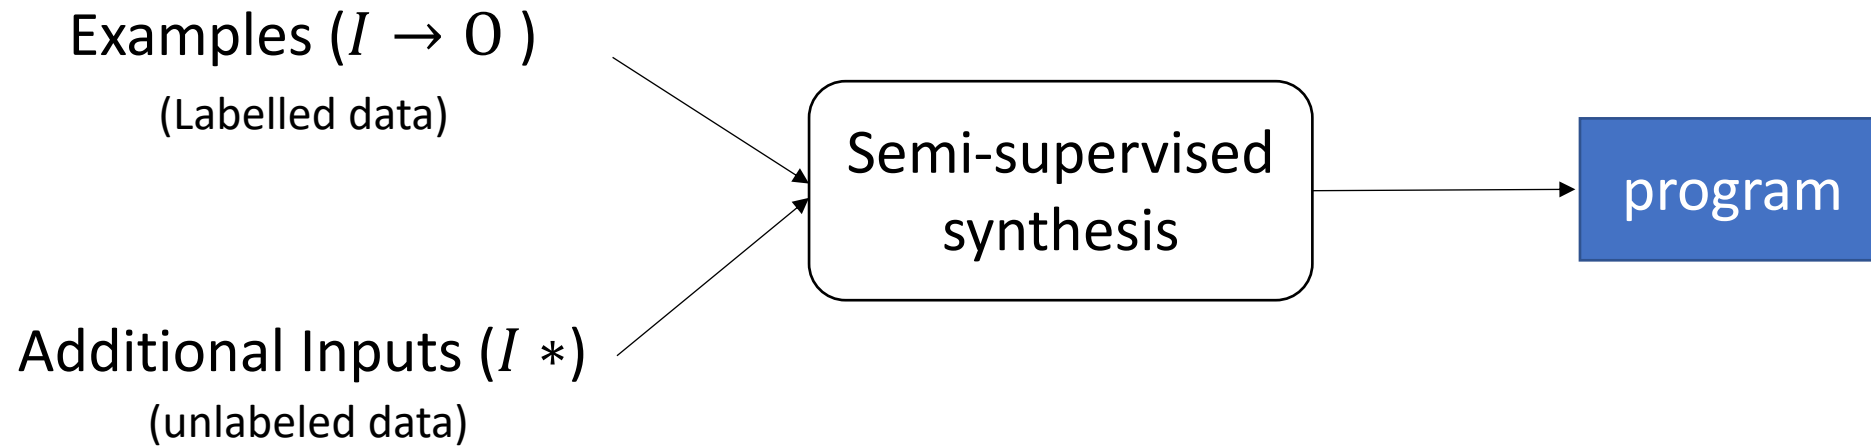 Examples (I → O )
(Labelled data)
Semi-supervised
synthesis
program
Additional Inputs (I *)
(unlabeled data)